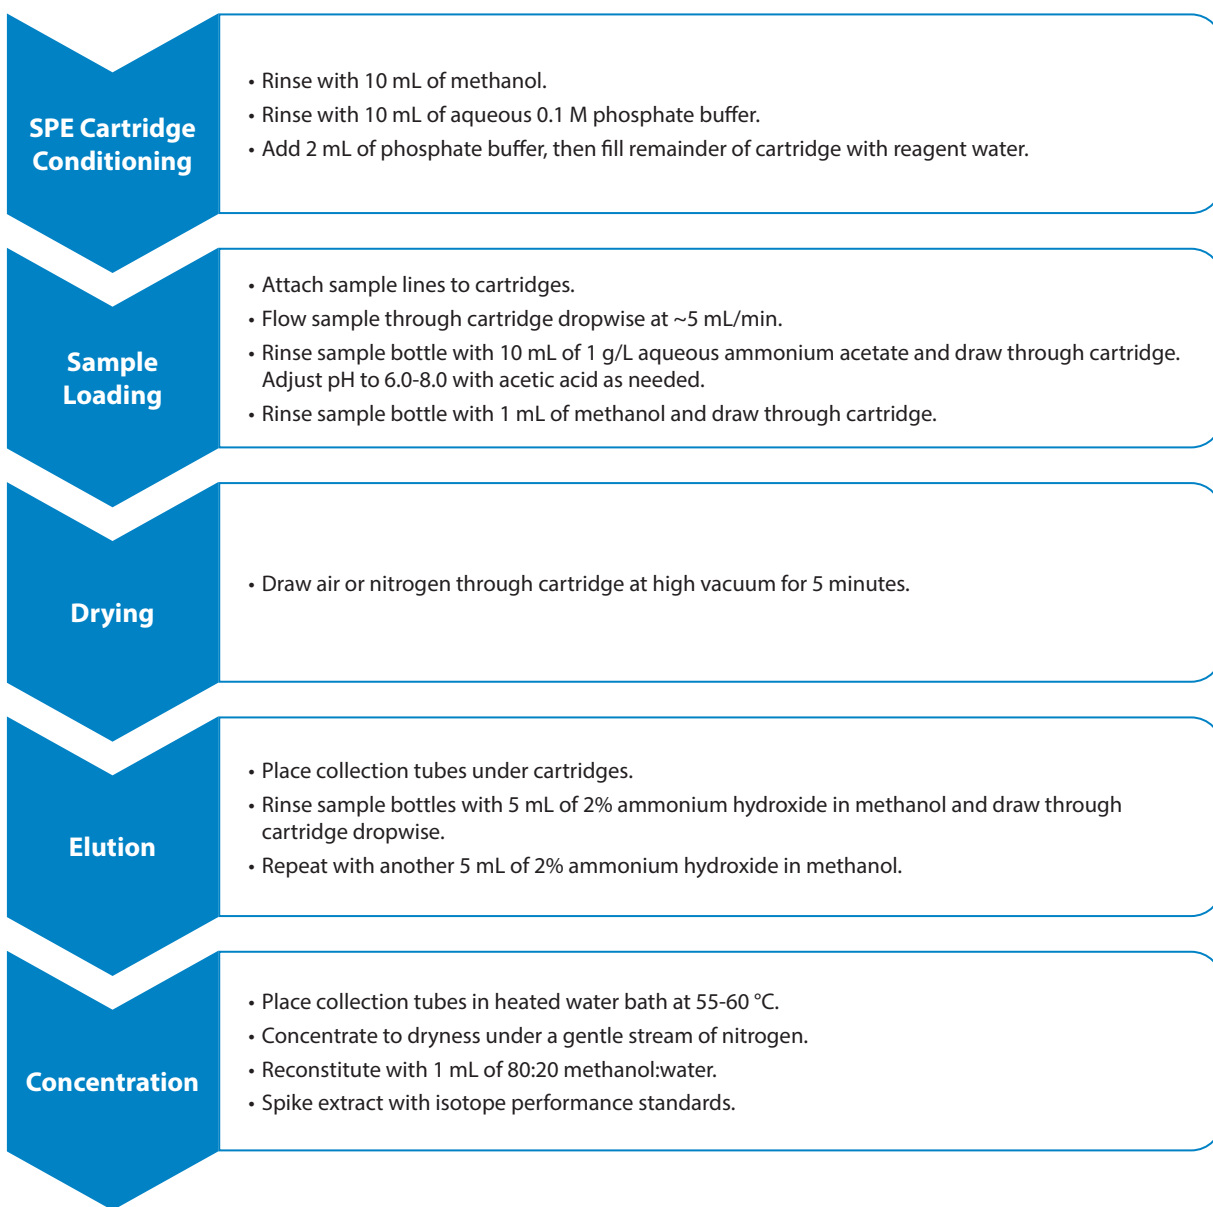 SPE Cartridge
Conditioning
• Rinse with 10 mL of methanol.
• Rinse with 10 mL of aqueous 0.1 M phosphate buffer.
• Add 2 mL of phosphate buffer, then fill remainder of cartridge with reagent water.
Sample
Loading
• Attach sample lines to cartridges.
• Flow sample through cartridge dropwise at ~5 mL/min.
• Rinse sample bottle with 10 mL of 1 g/L aqueous ammonium acetate and draw through cartridge.
Adjust pH to 6.0-8.0 with acetic acid as needed.
• Rinse sample bottle with 1 mL of methanol and draw through cartridge.
Drying
• Draw air or nitrogen through cartridge at high vacuum for 5 minutes.
Elution
• Place collection tubes under cartridges.
• Rinse sample bottles with 5 mL of 2% ammonium hydroxide in methanol and draw through
cartridge dropwise.
• Repeat with another 5 mL of 2% ammonium hydroxide in methanol.
Concentration
• Place collection tubes in heated water bath at 55-60 °C.
• Concentrate to dryness under a gentle stream of nitrogen.
• Reconstitute with 1 mL of 80:20 methanol:water.
• Spike extract with isotope performance standards.